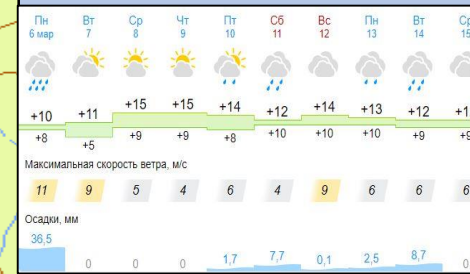 Пн Вт Ср Чт Пт Сб Вс Пн Вт Ср
6 мар 7 8 9 10 11 12 13 14 15
+10 +11 +15 +15 +14 +12 +14 +13 +12
+8 +5 +9 +9 +8 +10 +10 +10 +9 +9
Максимальная скорость ветра, м/с
11 9 5 4 6 4 9 6 6 6
Осадки, мм
36,5 0 0 0 1,7 7,7 0,1 2,5 8,7 0